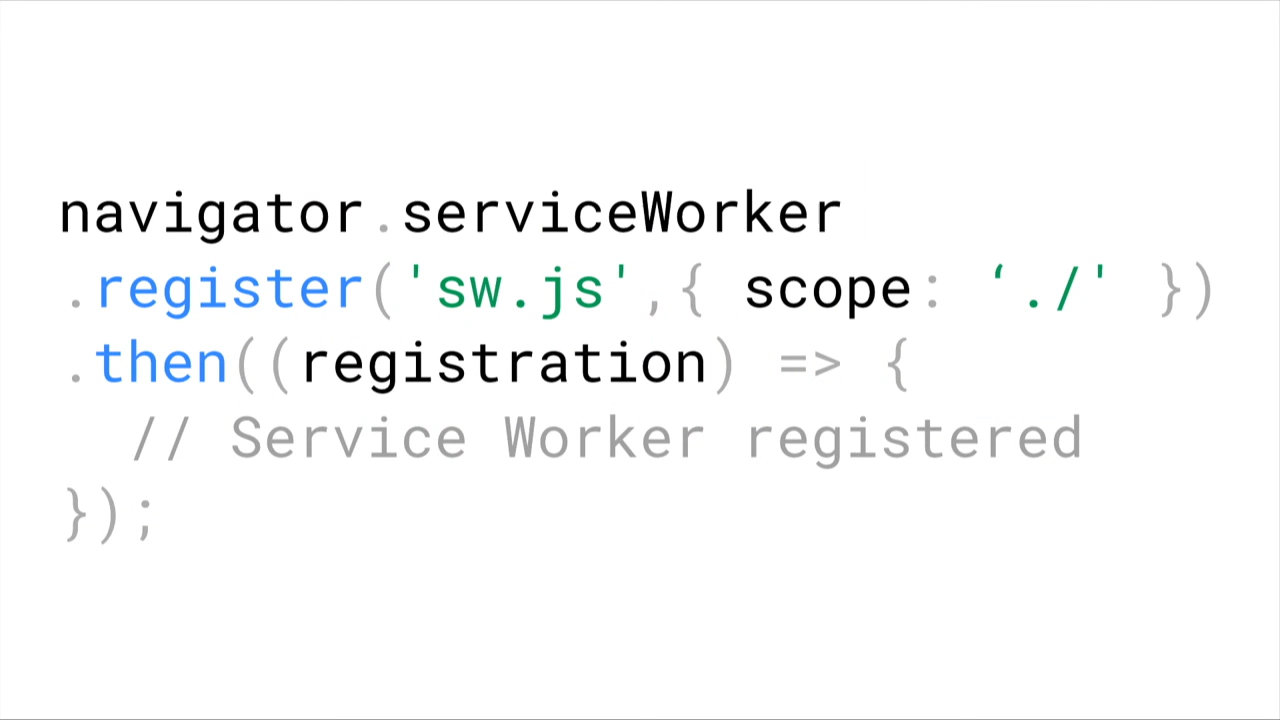 navigator.serviceWorker
.register('sw.js',{ scope: ‘./' })
.then((registration) => {
  // Service Worker registered
});